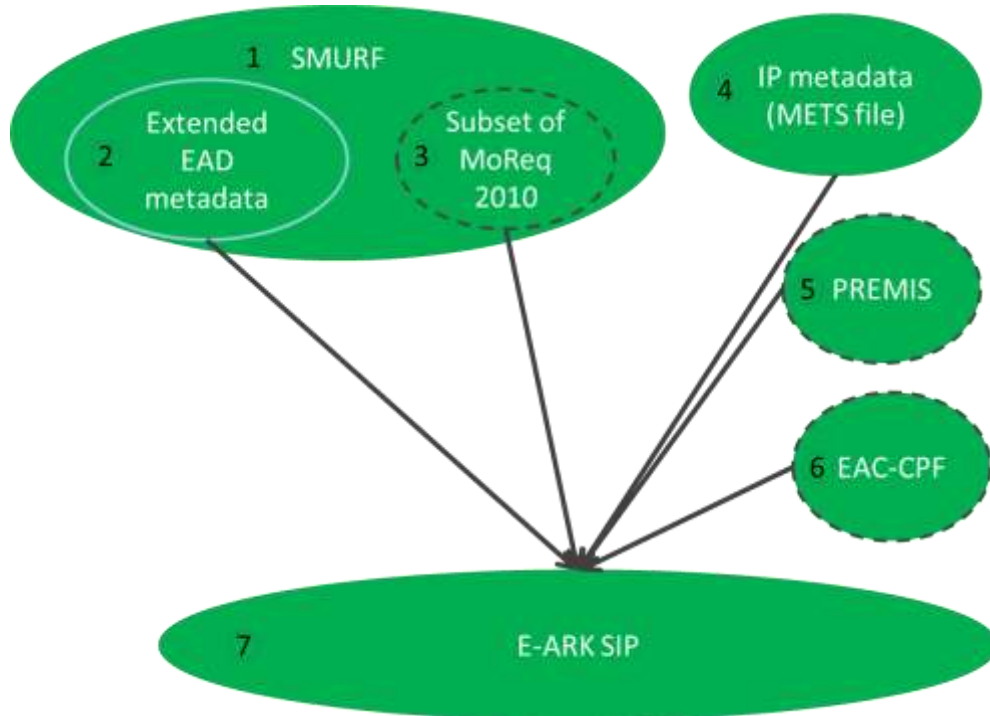 1 SMURF
2 Extended
EAD
metadata
3 Subset of
MoReq
2010
4 IP metadata
(METS file)
5 PREMIS
6 EAC-CPF
7 E-ARK SIP